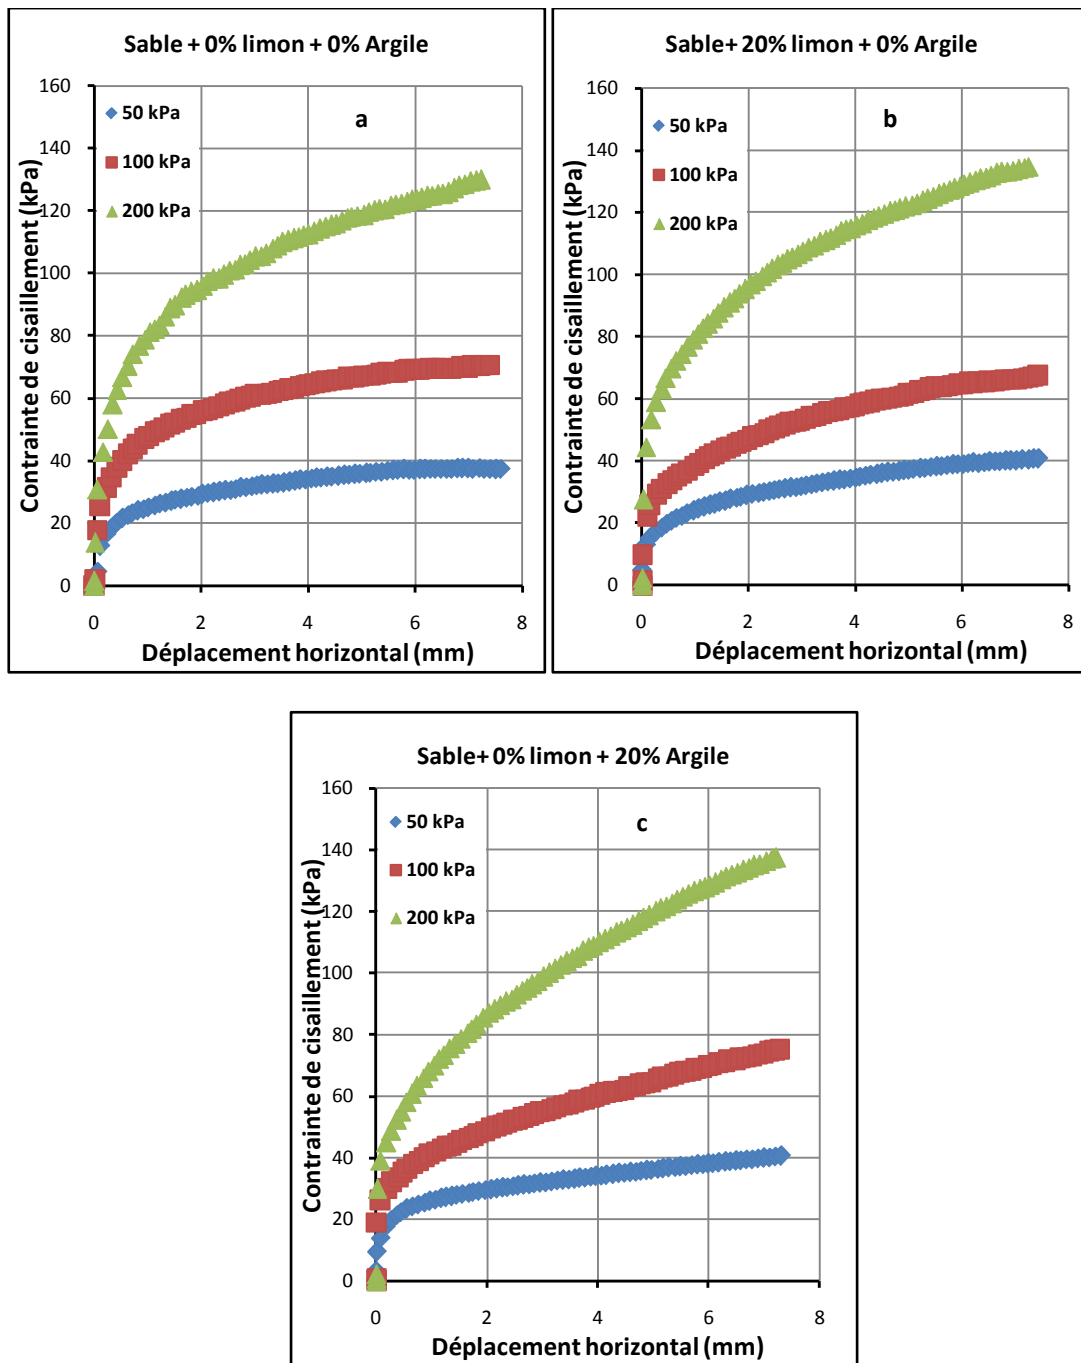 Sable + 0% limon + 0% Argile
160
140
120
100
80
60
40
20
0
Contrainte de cisaillement (kPa)
50 kPa
100 kPa
200 kPa
a
0 2 4 6 8
Déplacement horizontal (mm)
Sable+ 20% limon + 0% Argile
160
140
120
100
80
60
40
20
0
Contrainte de cisaillement (kPa)
50 kPa
100 kPa
200 kPa
b
0 2 4 6 8
Déplacement horizontal (mm)
Sable+ 0% limon + 20% Argile
160
140
120
100
80
60
40
20
0
Contrainte de cisaillement (kPa)
50 kPa
100 kPa
200 kPa
c
0 2 4 6 8
Déplacement horizontal (mm)